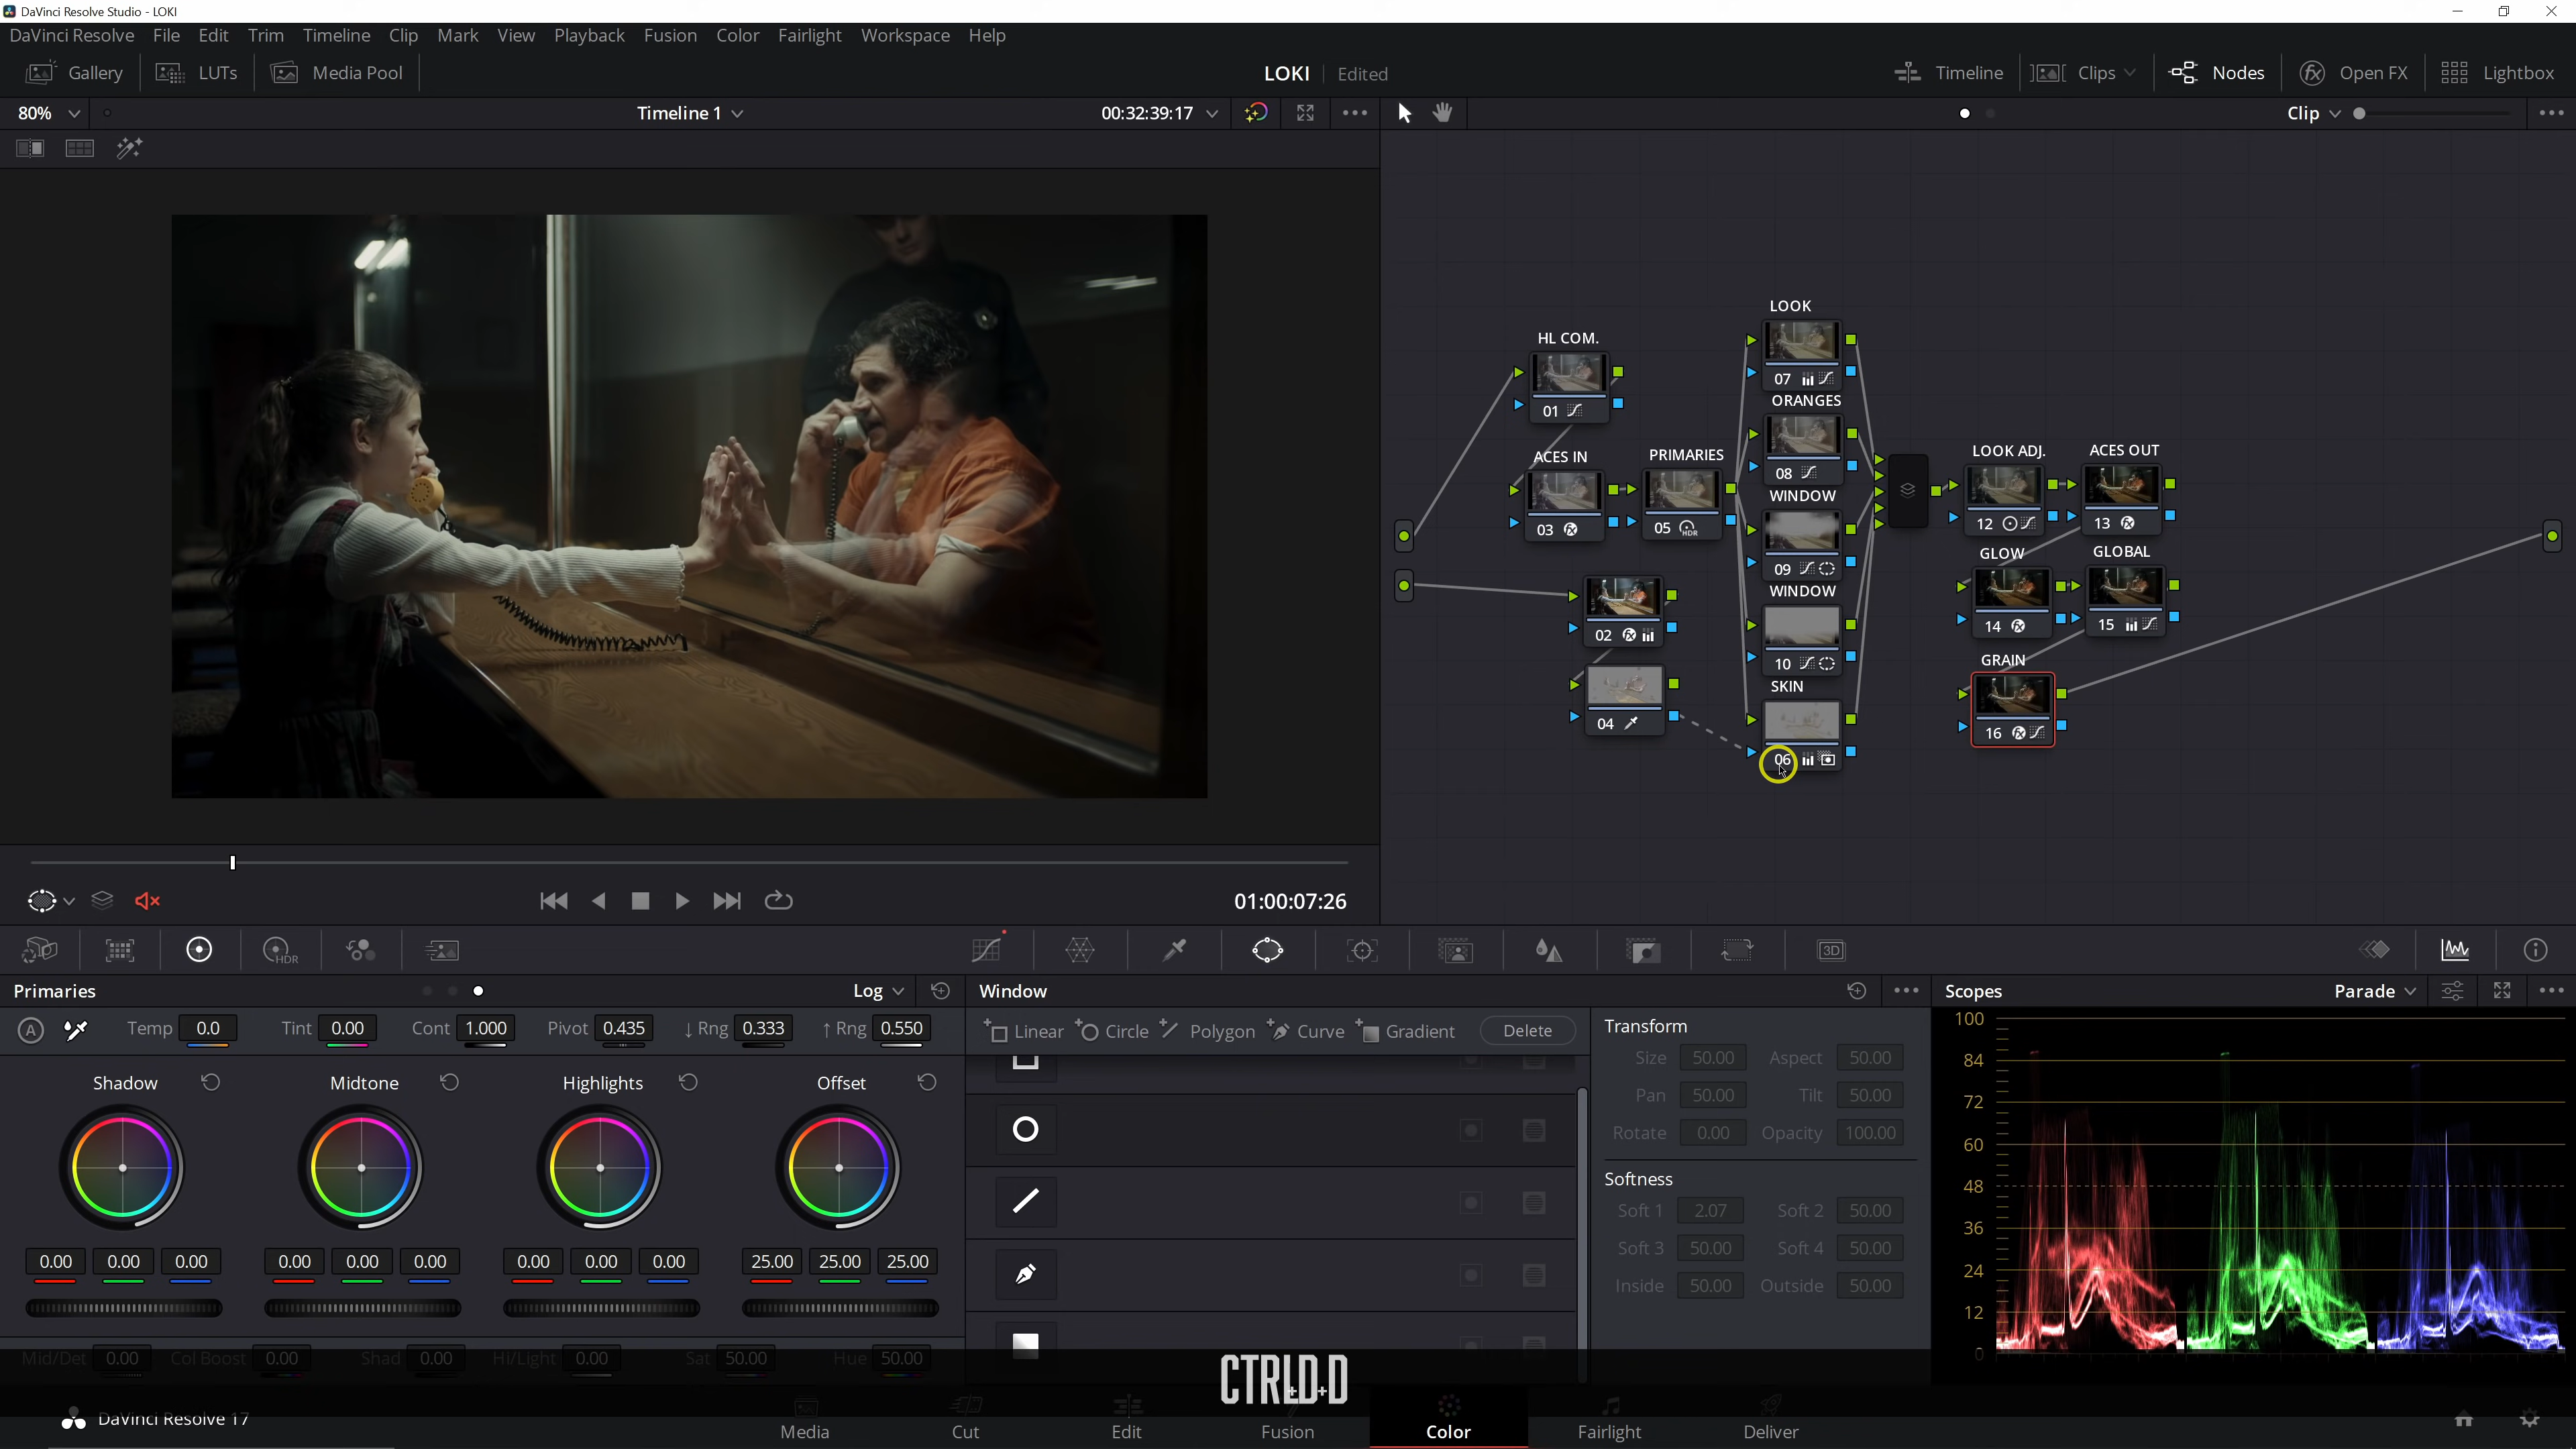 DaVinci Resolve Studio - LOKI
DaVinci Resolve File Edit Trim Timeline Clip Mark View Playback Fusion Color Fairlight Workspace Help
Gallery LUTs Media Pool LOKI Edited Timeline Clips Nodes Open FX Lightbox
80% Timeline 1 00:32:39:17 Clip
LOOK
HL COM.
07
ORANGES
01
ACES IN PRIMARIES LOOK ADJ. ACES OUT
08
WINDOW
03 05 HDR 12 13
GLOW GLOBAL
09
WINDOW
02 14 15
10
GRAIN
SKIN
04 16
06
01:00:07:26
HDR 3D
Primaries Log Window Scopes Parade
A Temp 0.0 Tint 0.00 Cont 1.000 Pivot 0.435 ↓ Rng 0.333 ↑ Rng 0.550
Linear Circle Polygon Curve Gradient Delete
Shadow Midtone Highlights Offset
0.00 0.00 0.00 0.00 0.00 0.00 0.00 0.00 0.00 25.00 25.00 25.00
Mid/Det 0.00 Col Boost 0.00 Shad 0.00 Hi/Light 0.00 Sat 50.00 Hue 50.00
Transform
Size 50.00 Aspect 50.00
Pan 50.00 Tilt 50.00
Rotate 0.00 Opacity 100.00
Softness
Soft 1 2.07 Soft 2 50.00
Soft 3 50.00 Soft 4 50.00
Inside 50.00 Outside 50.00
100
84
72
60
48
36
24
12
0
DaVinci Resolve 17
Media Cut Edit Fusion Color Fairlight Deliver